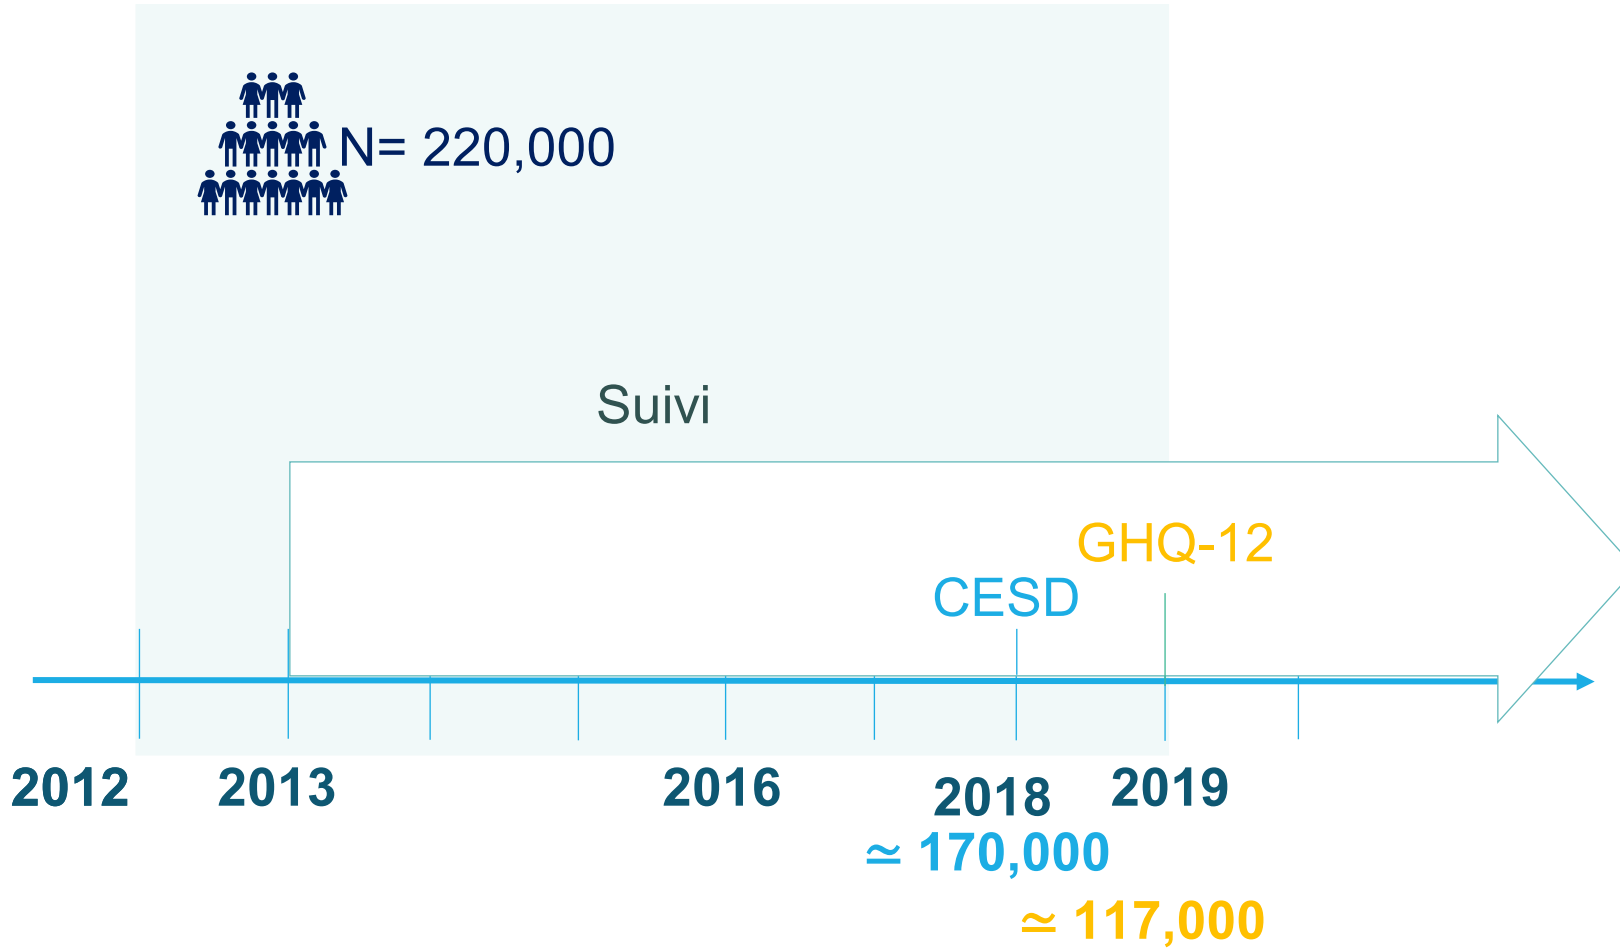 N= 220,000
Suivi
GHQ-12
CESD
2012 2013 2016 2018 2019
≃ 170,000
≃ 117,000